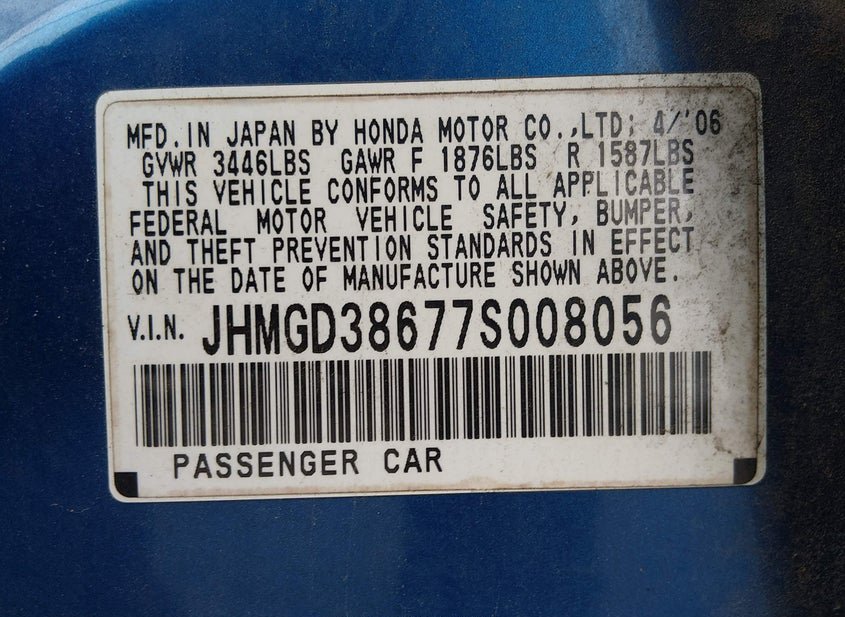 MFD.IN JAPAN BY HONDA MOTOR CO.,LTD; 4/'06
GVWR 3446LBS GAWR F 1876LBS R 1587LBS
THIS VEHICLE CONFORMS TO ALL APPLICABLE
FEDERAL MOTOR VEHICLE SAFETY, BUMPER,
AND THEFT PREVENTION STANDARDS IN EFFECT
ON THE DATE OF MANUFACTURE SHOWN ABOVE.
V.I.N. JHMGD38677S008056
PASSENGER CAR